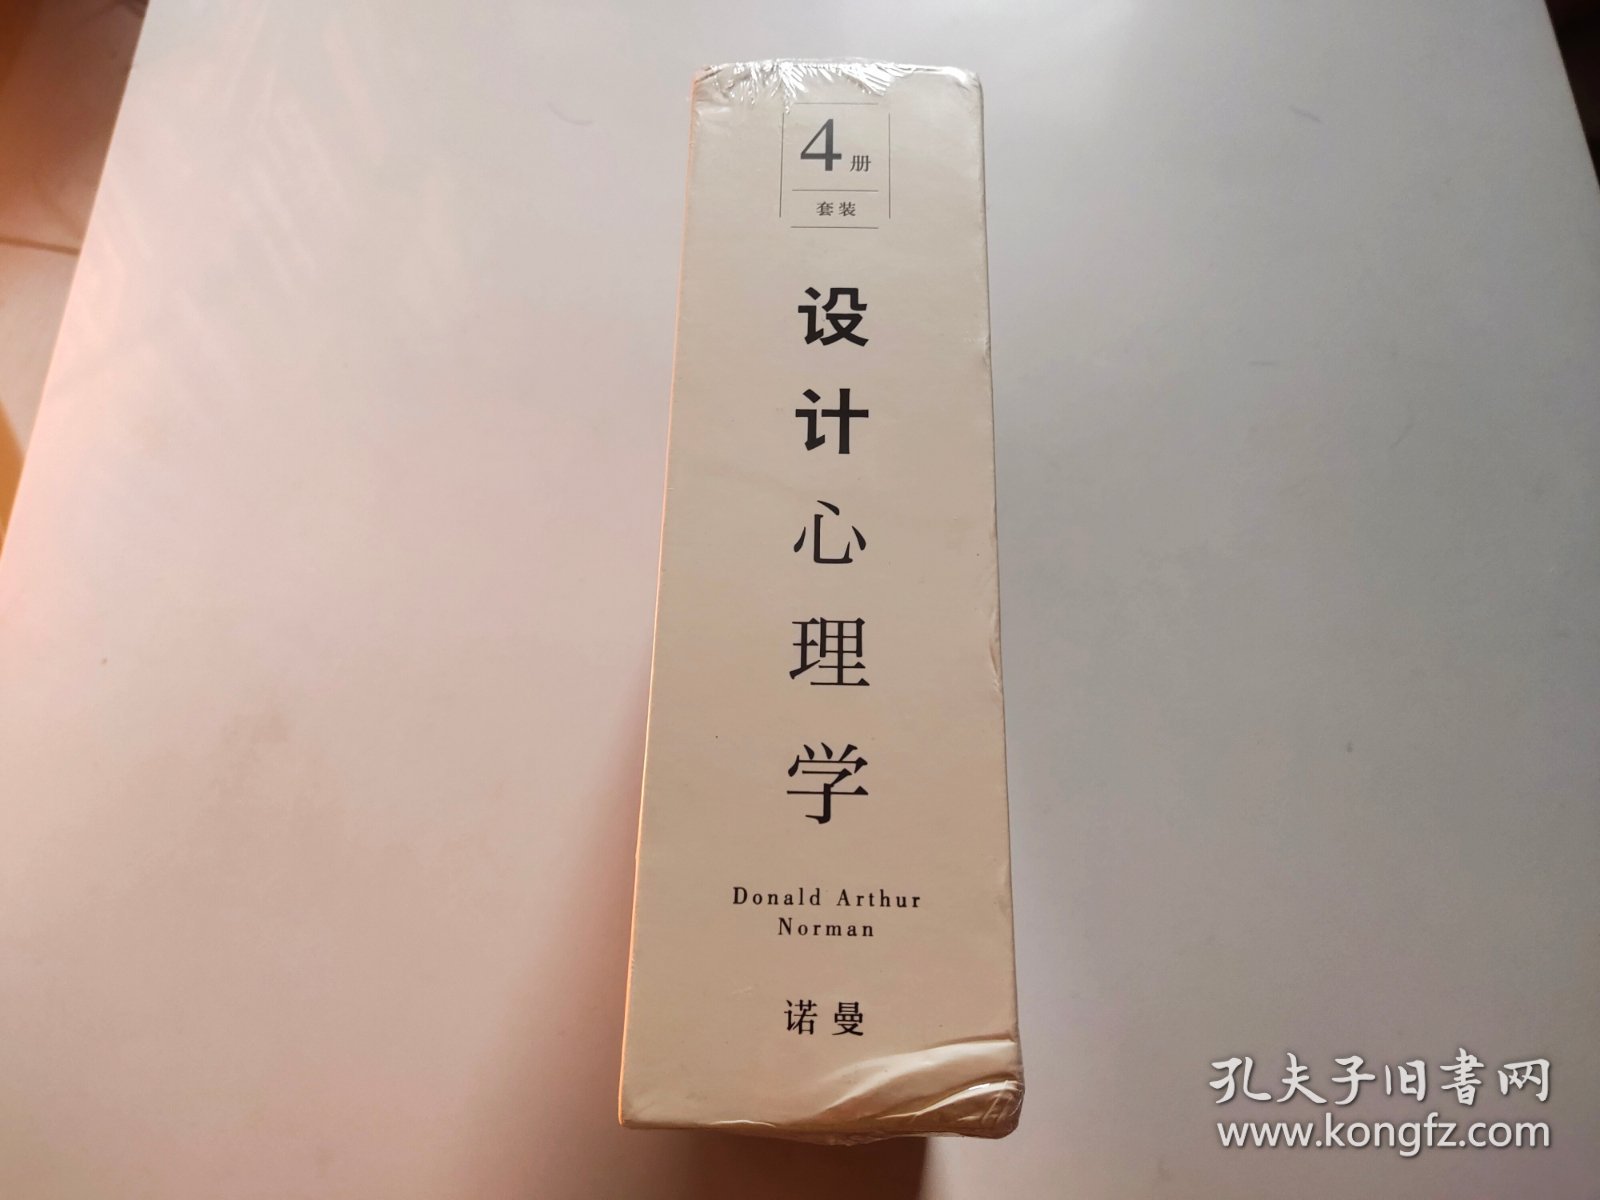 4册
套装
设计心理学
Donald Arthur
Norman
诺曼
孔夫子旧書网
www.kongfz.com